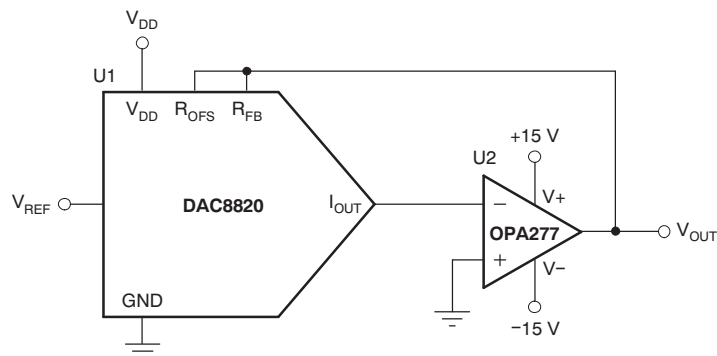 V_DD
U1
V_DD R_OFS R_FB
+15 V
U2
V+
V_REF DAC8820 I_OUT
−
OPA277
V_OUT
+
V−
GND
−15 V